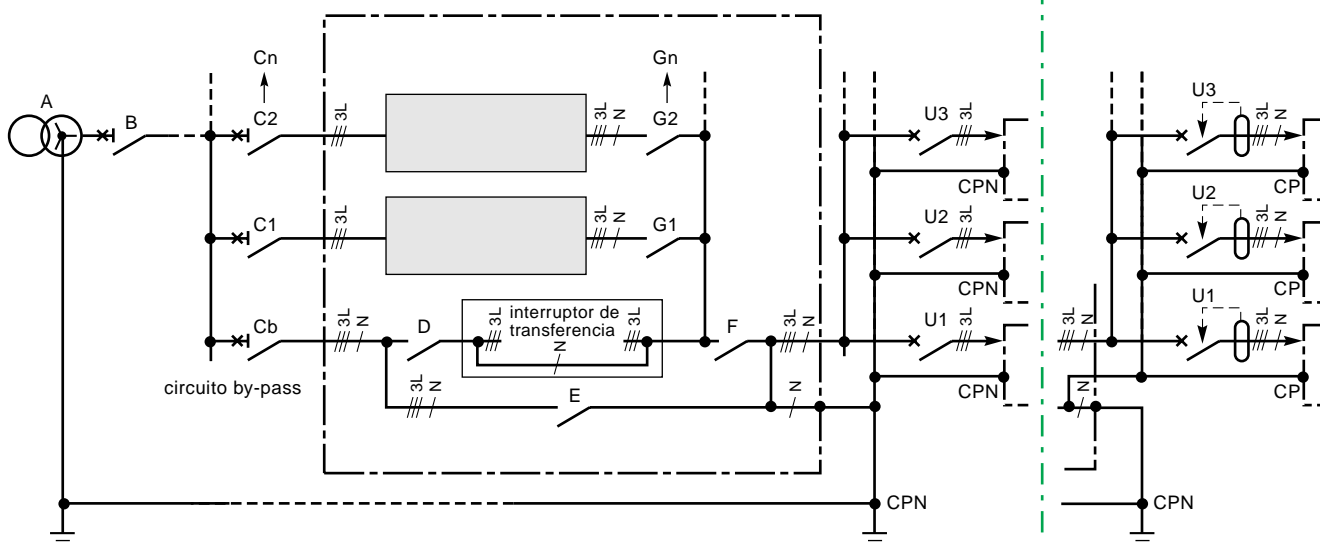 Cn
Gn
A
B
C2
3L
3L
N
G2
U3
3L
U3
3L
N
CPN
CP
C1
3L
3L
N
G1
U2
3L
U2
3L
N
CPN
CP
Cb
3L
N
D
3L
interruptor de
transferencia
N
3L
F
3L
N
U1
3L
3L
N
U1
3L
N
circuito by-pass
3L
N
E
N
CPN
N
CP
CPN
CPN